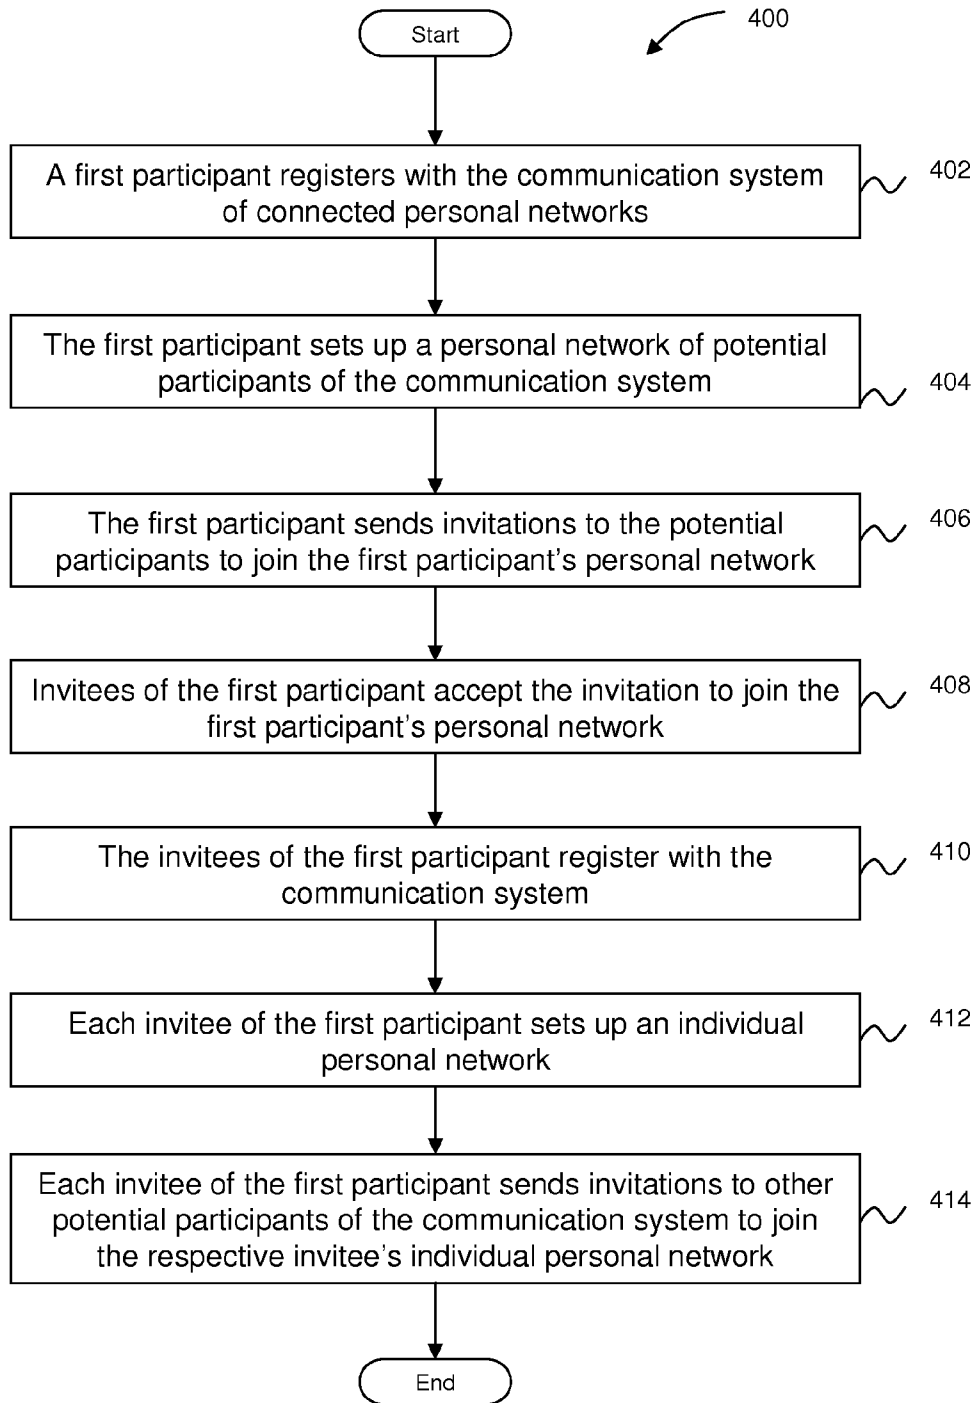 400
Start
A first participant registers with the communication system
of connected personal networks
402
The first participant sets up a personal network of potential
participants of the communication system
404
The first participant sends invitations to the potential
participants to join the first participant's personal network
406
Invitees of the first participant accept the invitation to join the
first participant's personal network
408
The invitees of the first participant register with the
communication system
410
Each invitee of the first participant sets up an individual
personal network
412
Each invitee of the first participant sends invitations to other
potential participants of the communication system to join
the respective invitee's individual personal network
414
End